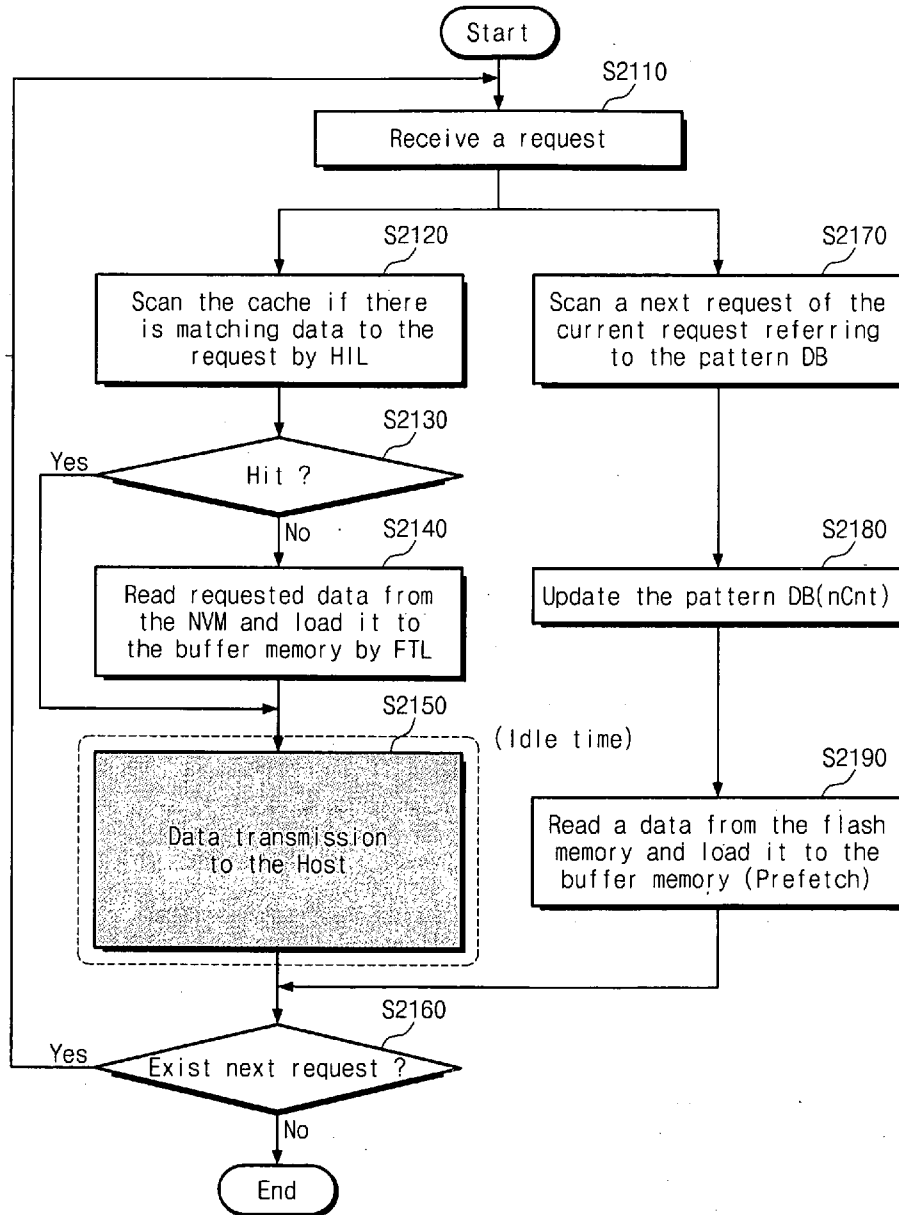 Start
S2110
Receive a request
S2120
Scan the cache if there
is matching data to the
request by HIL
S2170
Scan a next request of the
current request referring
to the pattern DB
S2130
Hit ?
Yes
No
S2140
Read requested data from
the NVM and load it to
the buffer memory by FTL
S2180
Update the pattern DB(nCnt)
S2150
(Idle time)
Data transmission
to the Host
S2190
Read a data from the flash
memory and load it to the
buffer memory (Prefetch)
S2160
Exist next request ?
Yes
No
End